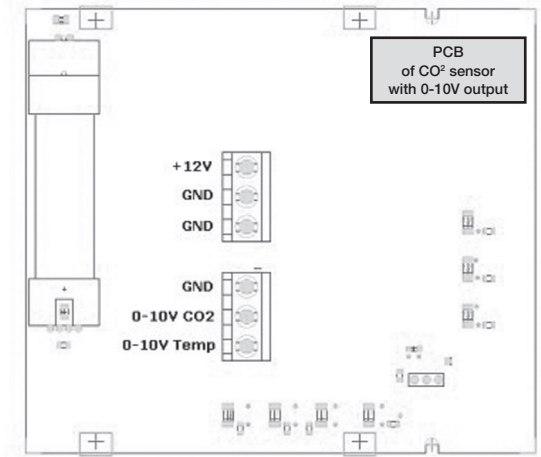 PCB
of CO² sensor
with 0-10V output
+12V
GND
GND
GND
0-10V CO2
0-10V Temp